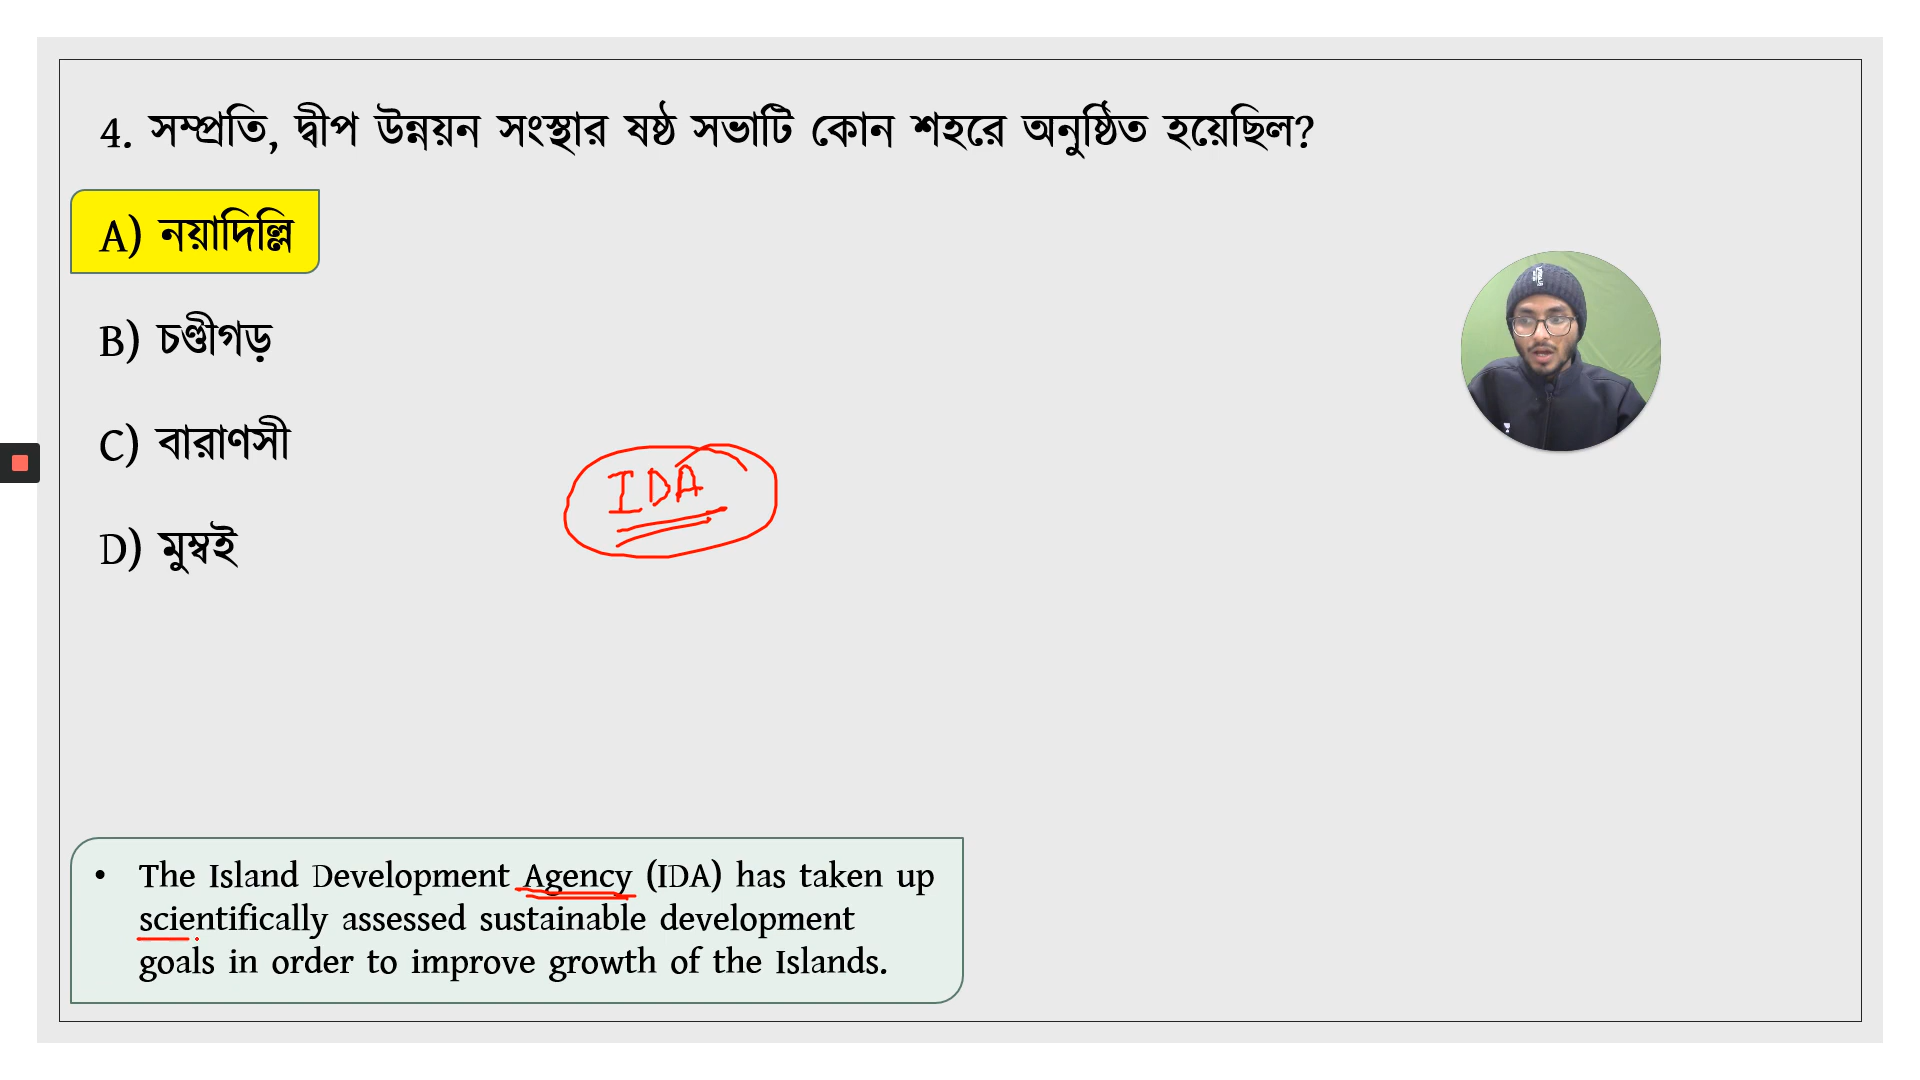 4. সম্প্রতি, দ্বীপ উন্নয়ন সংস্থার ষষ্ঠ সভাটি কোন শহরে অনুষ্ঠিত হয়েছিল?
A) নয়াদিল্লি
B) চণ্ডীগড়
C) বারাণসী
D) মুম্বই
IDA
• The Island Development Agency (IDA) has taken up
scientifically assessed sustainable development
goals in order to improve growth of the Islands.